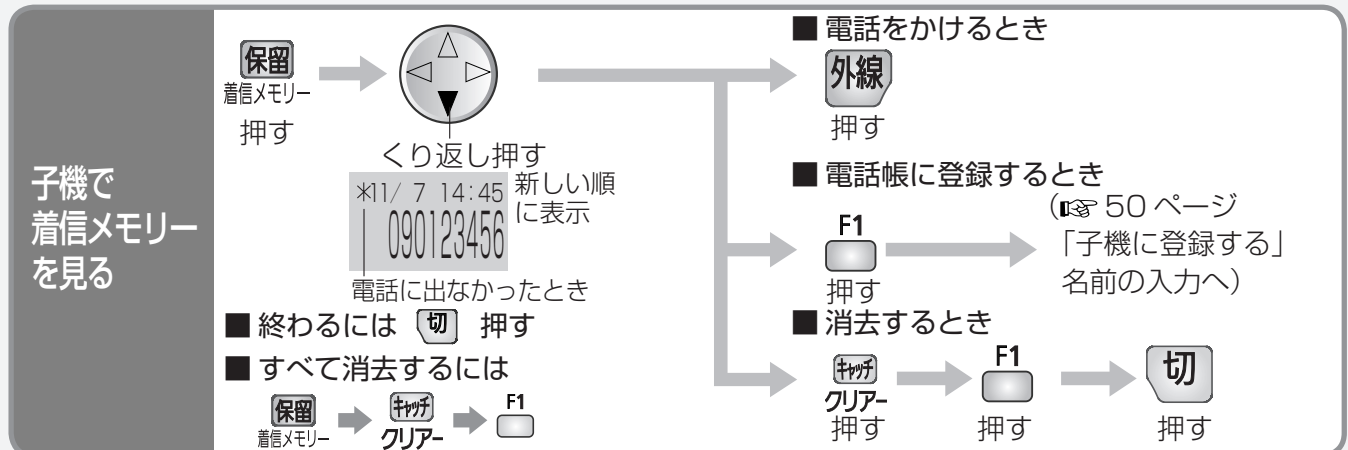 子機で
着信メモリー
を見る
保留
着信メモリー
押す
くり返し押す
*11/ 7 14:45
090123456
新しい順
に表示
電話に出なかったとき
■ 終わるには 切 押す
■ すべて消去するには
保留
着信メモリー
キャッチ
クリアー
F1
■ 電話をかけるとき
外線
押す
■ 電話帳に登録するとき
F1
押す
(☞ 50 ページ
「子機に登録する」
名前の入力へ)
■ 消去するとき
キャッチ
クリアー
押す
F1
押す
切
押す